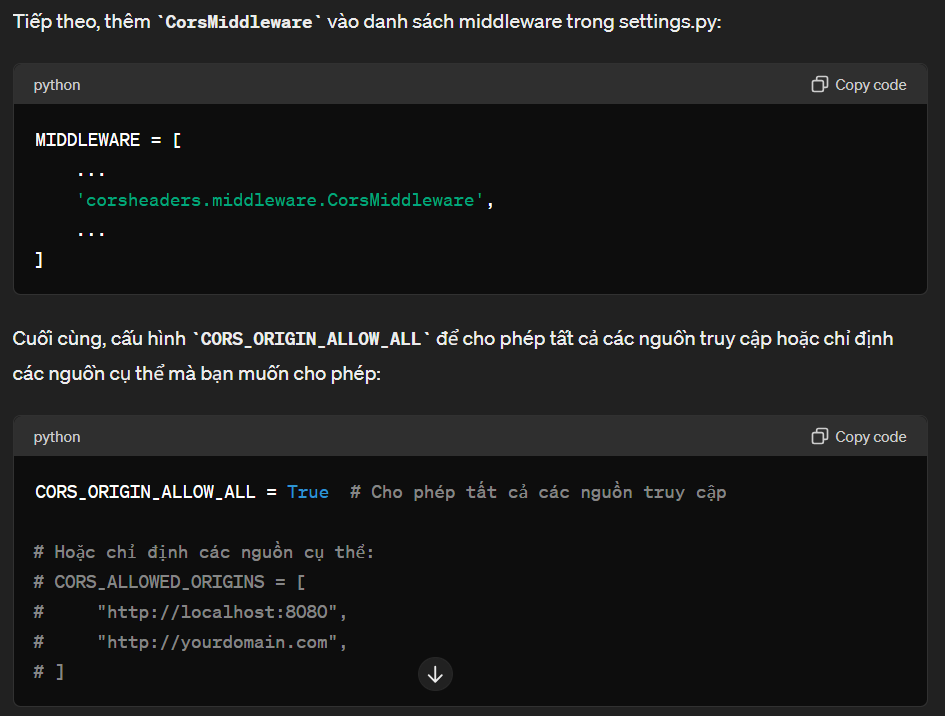 Tiếp theo, thêm `CorsMiddleware` vào danh sách middleware trong settings.py:
python
Copy code
MIDDLEWARE = [
    ...
    'corsheaders.middleware.CorsMiddleware',
    ...
]
Cuối cùng, cấu hình `CORS_ORIGIN_ALLOW_ALL` để cho phép tất cả các nguồn truy cập hoặc chỉ định
các nguồn cụ thể mà bạn muốn cho phép:
python
Copy code
CORS_ORIGIN_ALLOW_ALL = True  # Cho phép tất cả các nguồn truy cập
# Hoặc chỉ định các nguồn cụ thể:
# CORS_ALLOWED_ORIGINS = [
#     "http://localhost:8080",
#     "http://yourdomain.com",
# ]